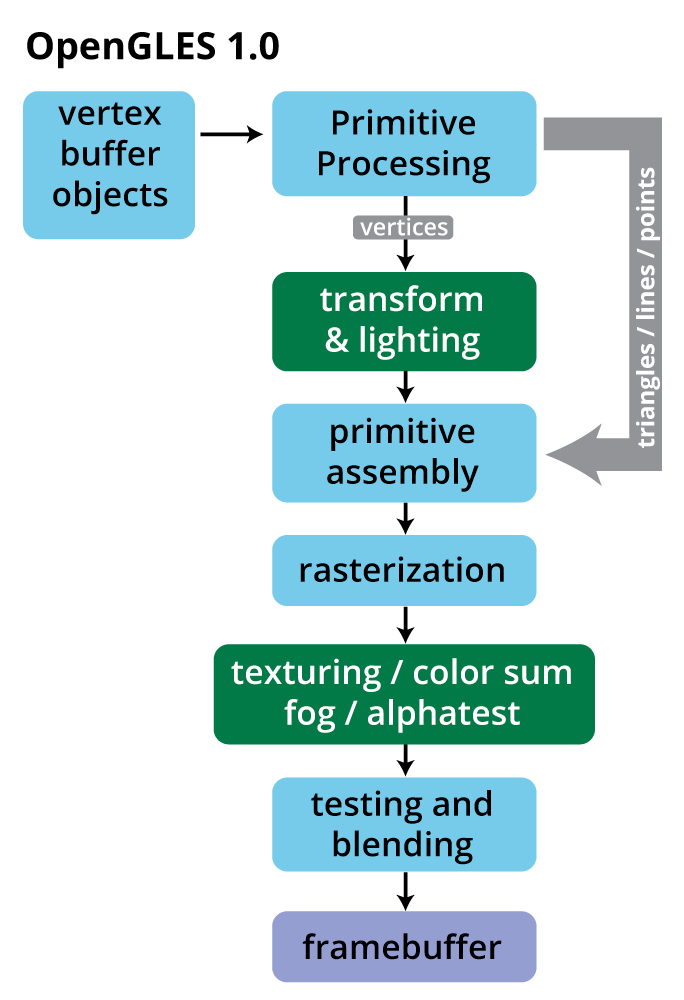 OpenGLES 1.0
vertex
buffer
objects
Primitive
Processing
vertices
triangles / lines / points
transform
& lighting
primitive
assembly
rasterization
texturing / color sum
fog / alphatest
testing and
blending
framebuffer